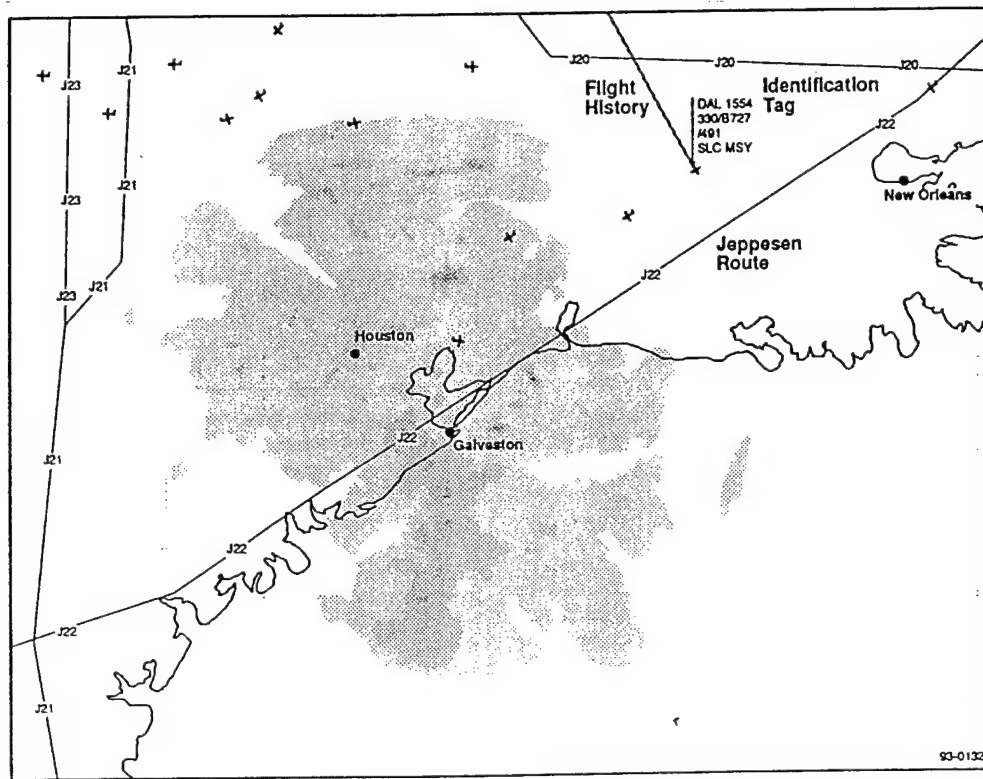 J23
J21
J20
J20
J20
Flight
History
Identification
Tag
DAL 1554
330/B727
/491
SLC MSY
J22
J23
J21
New Orleans
Jeppesen
Route
J22
J23
J21
Houston
J22
Galveston
J21
J22
J22
J21
93-0132